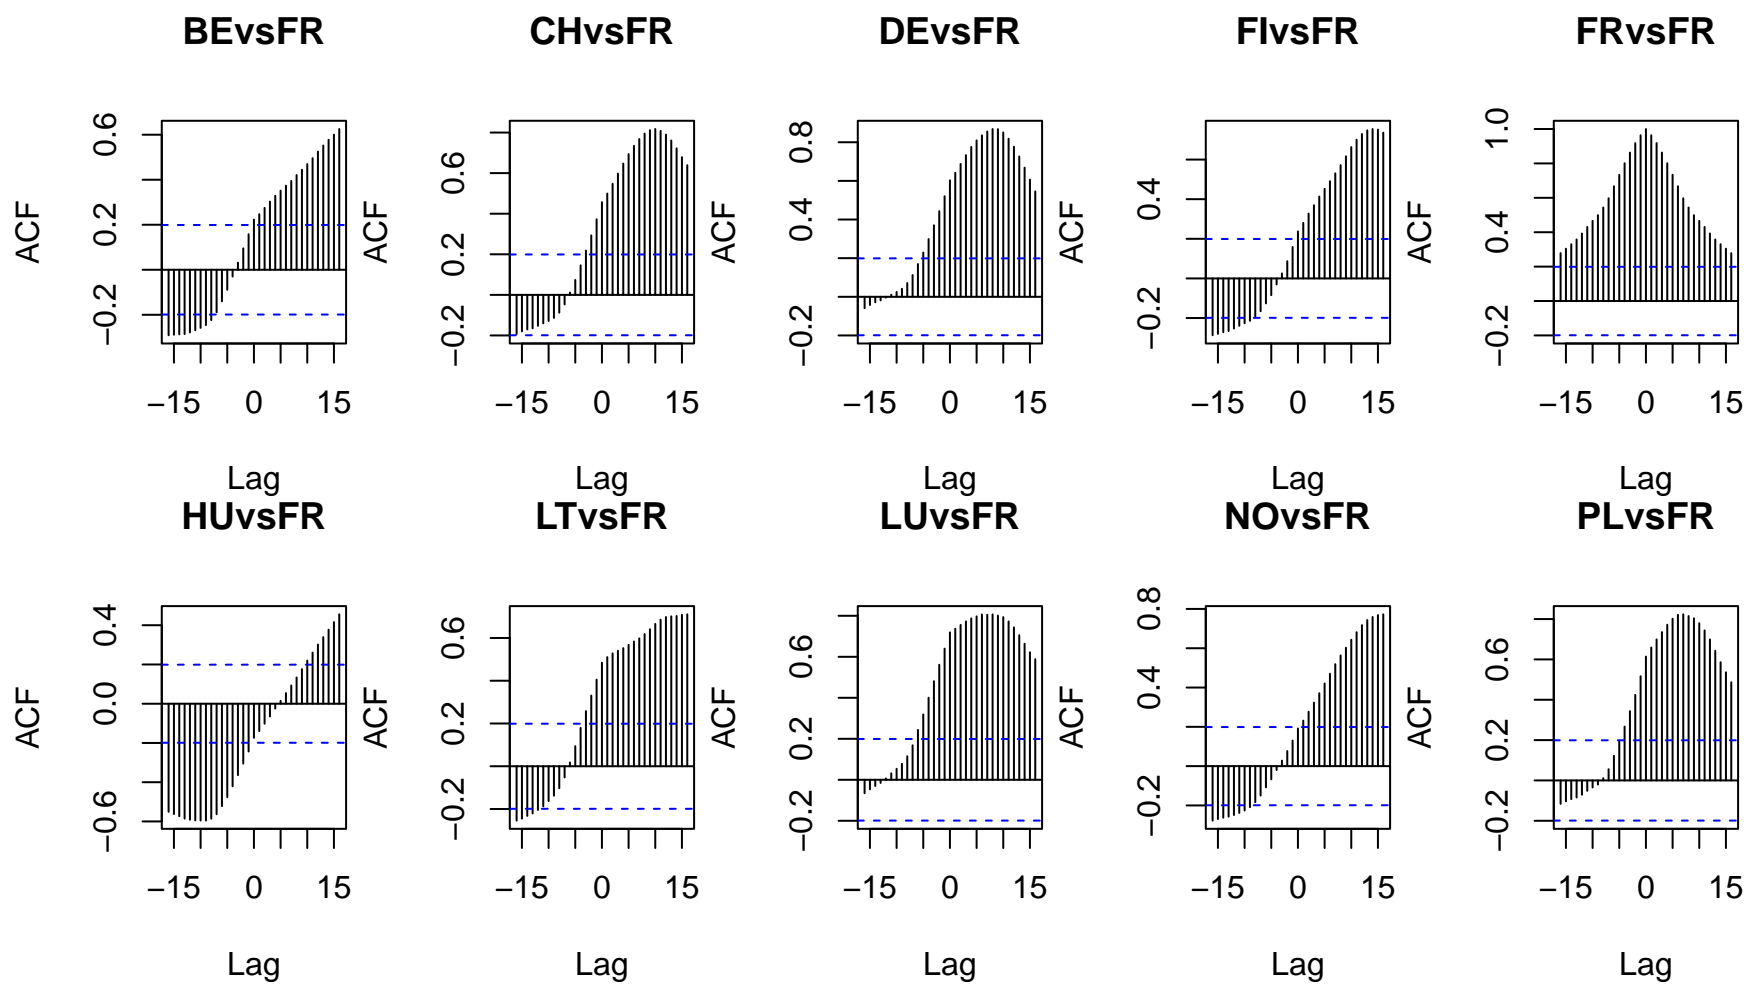 BEvsFR
ACF
0.6
0.2
−0.2
−15 0 15
Lag
CHvsFR
ACF
0.6
0.2
−0.2
−15 0 15
Lag
DEvsFR
ACF
0.8
0.4
−0.2
−15 0 15
Lag
FIvsFR
0.4
−0.2
−15 0 15
Lag
FRvsFR
ACF
1.0
0.4
−0.2
−15 0 15
Lag
HUvsFR
ACF
0.4
0.0
−0.6
−15 0 15
Lag
LTvsFR
ACF
0.6
0.2
−0.2
−15 0 15
Lag
LUvsFR
ACF
0.6
0.2
−0.2
−15 0 15
Lag
NOvsFR
0.8
0.4
−0.2
−15 0 15
Lag
PLvsFR
ACF
0.6
0.2
−0.2
−15 0 15
Lag